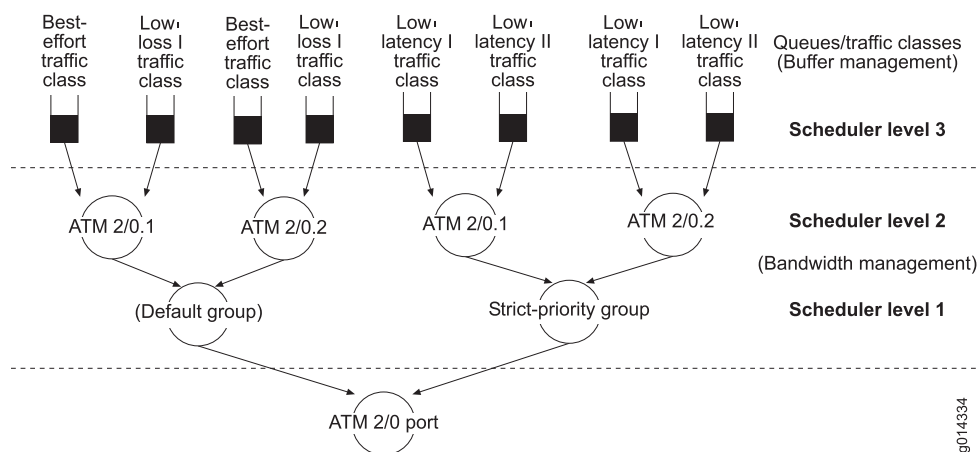 Best-
effort
traffic
class
Low-
loss I
traffic
class
Best-
effort
traffic
class
Low-
loss I
traffic
class
Low-
latency I
traffic
class
Low-
latency II
traffic
class
Low-
latency I
traffic
class
Low-
latency II
traffic
class
Queues/traffic classes
(Buffer management)
Scheduler level 3
ATM 2/0.1
ATM 2/0.2
ATM 2/0.1
ATM 2/0.2
Scheduler level 2
(Bandwidth management)
(Default group)
Strict-priority group
Scheduler level 1
ATM 2/0 port
g014334